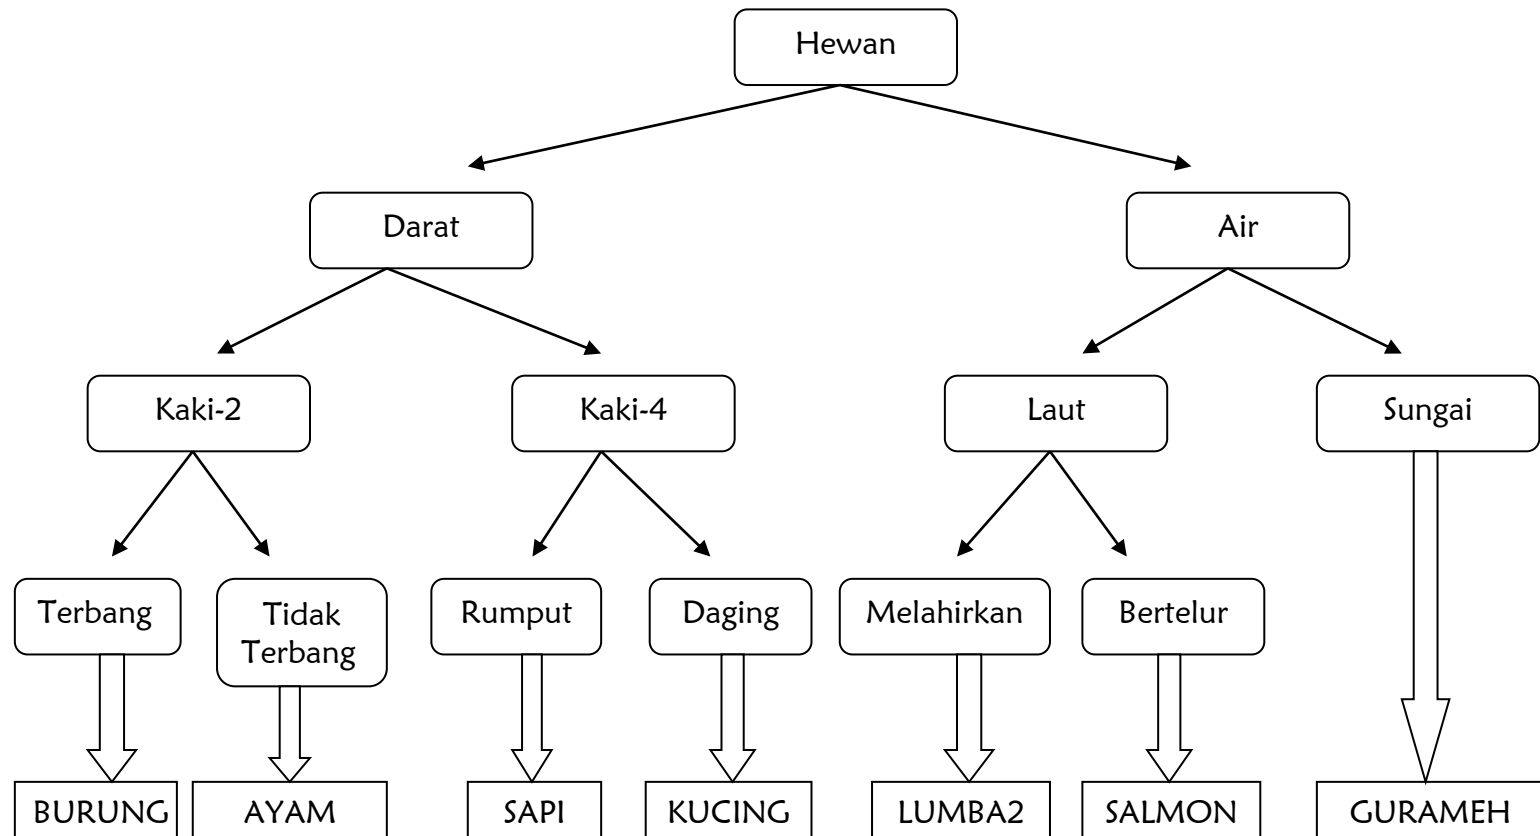 Hewan
Darat
Air
Kaki-2
Kaki-4
Laut
Sungai
Terbang
Tidak
Terbang
Rumput
Daging
Melahirkan
Bertelur
BURUNG
AYAM
SAPI
KUCING
LUMBA2
SALMON
GURAMEH